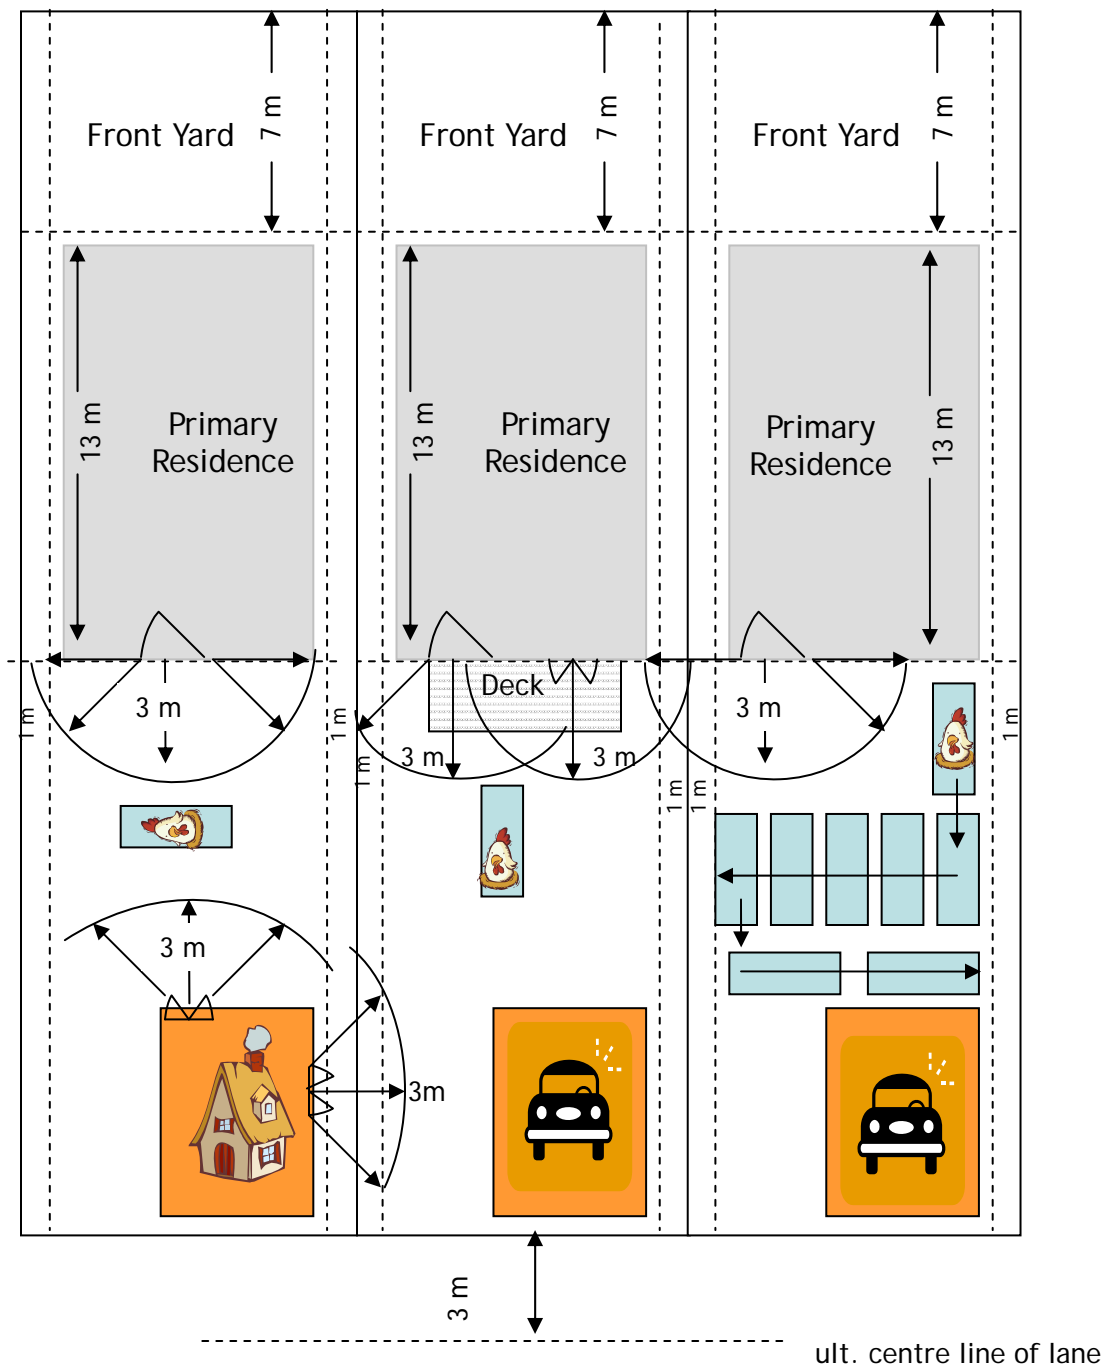 Front Yard
7 m
Front Yard
7 m
Front Yard
7 m
13 m
Primary
Residence
13 m
Primary
Residence
Primary
Residence
13 m
1 m
3 m
1 m
Deck
1 m
3 m
3 m
1 m
1 m
3 m
1 m
3 m
3m
3 m
ult. centre line of lane